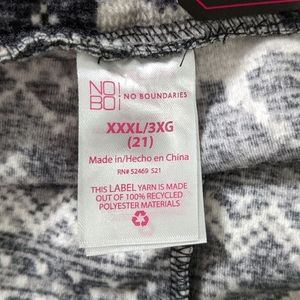 NO
BO
NO BOUNDARIES
XXXL/3XG
(21)
Made in/Hecho en China
RN# 52469 S21
THIS LABEL YARN IS MADE
OUT OF 100% RECYCLED
POLYESTER MATERIALS